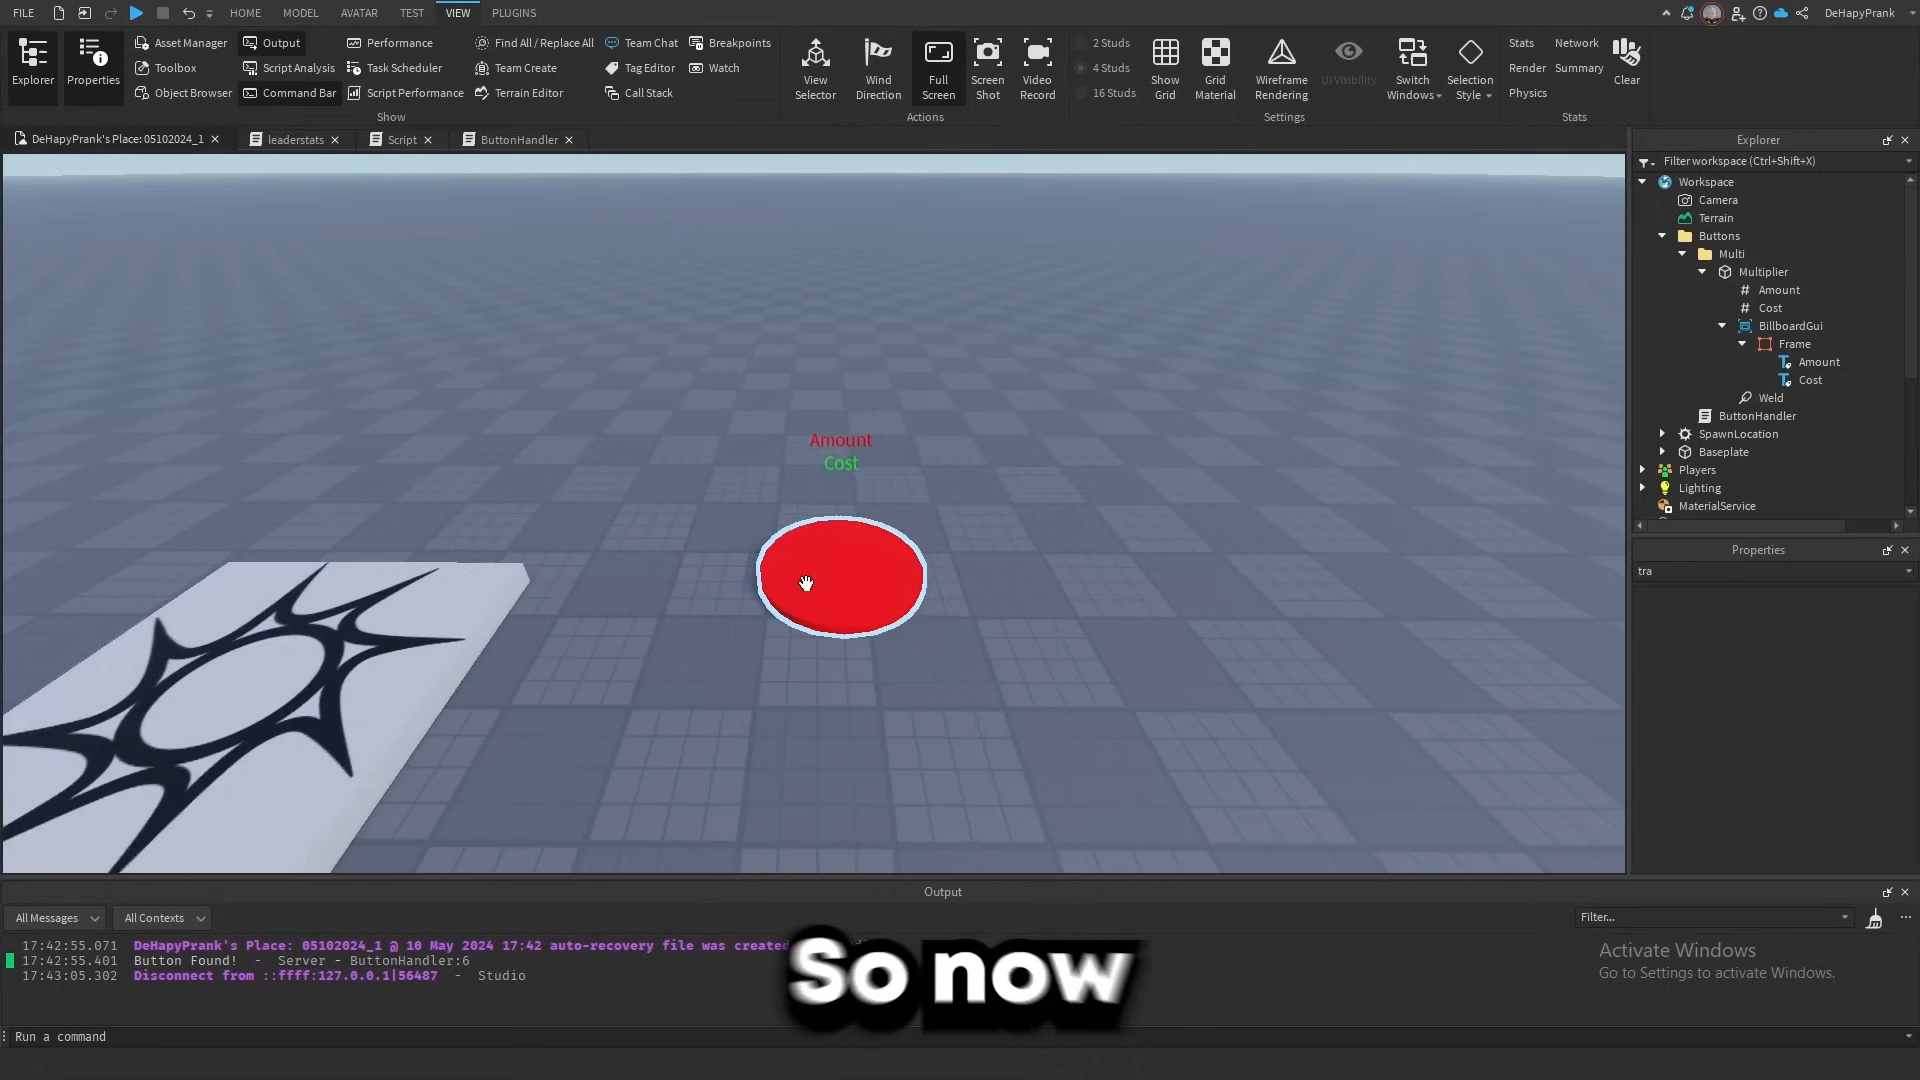 FILE HOME MODEL AVATAR TEST VIEW PLUGINS DeHapyPrank
Explorer Properties
Asset Manager Output Performance Find All / Replace All Team Chat Breakpoints
Toolbox Script Analysis Task Scheduler Team Create Tag Editor Watch
Object Browser Command Bar Script Performance Terrain Editor Call Stack
Show
View Selector
Wind Direction
Full Screen
Screen Shot
Video Record
Actions
2 Studs
4 Studs
16 Studs
Show Grid
Grid Material
Wireframe Rendering
UI Visibility
Switch Windows
Selection Style
Settings
Stats Network
Render Summary
Physics
Clear
Stats
DeHapyPrank's Place: 05102024_1 leaderstats Script ButtonHandler
Amount
Cost
Explorer
Filter workspace (Ctrl+Shift+X)
Workspace
Camera
Terrain
Buttons
Multi
Multiplier
# Amount
# Cost
BillboardGui
Frame
Amount
Cost
Weld
ButtonHandler
SpawnLocation
Baseplate
Players
Lighting
MaterialService
Properties
tra
Output
All Messages All Contexts Filter...
17:42:55.071 DeHapyPrank's Place: 05102024_1 @ 10 May 2024 17:42 auto-recovery file was created
17:42:55.401 Button Found! - Server - ButtonHandler:6
17:43:05.302 Disconnect from ::ffff:127.0.0.1|56487 - Studio
So now
Activate Windows
Go to Settings to activate Windows.
Run a command